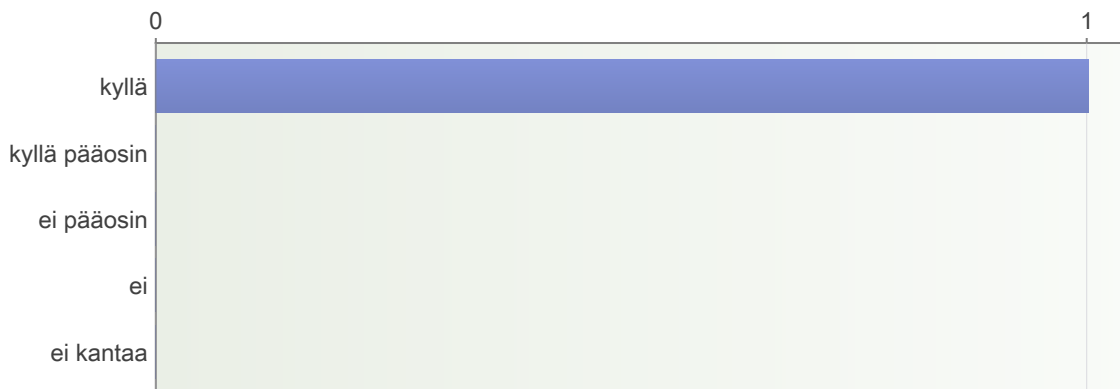 0 1
kyllä
kyllä pääosin
ei pääosin
ei
ei kantaa